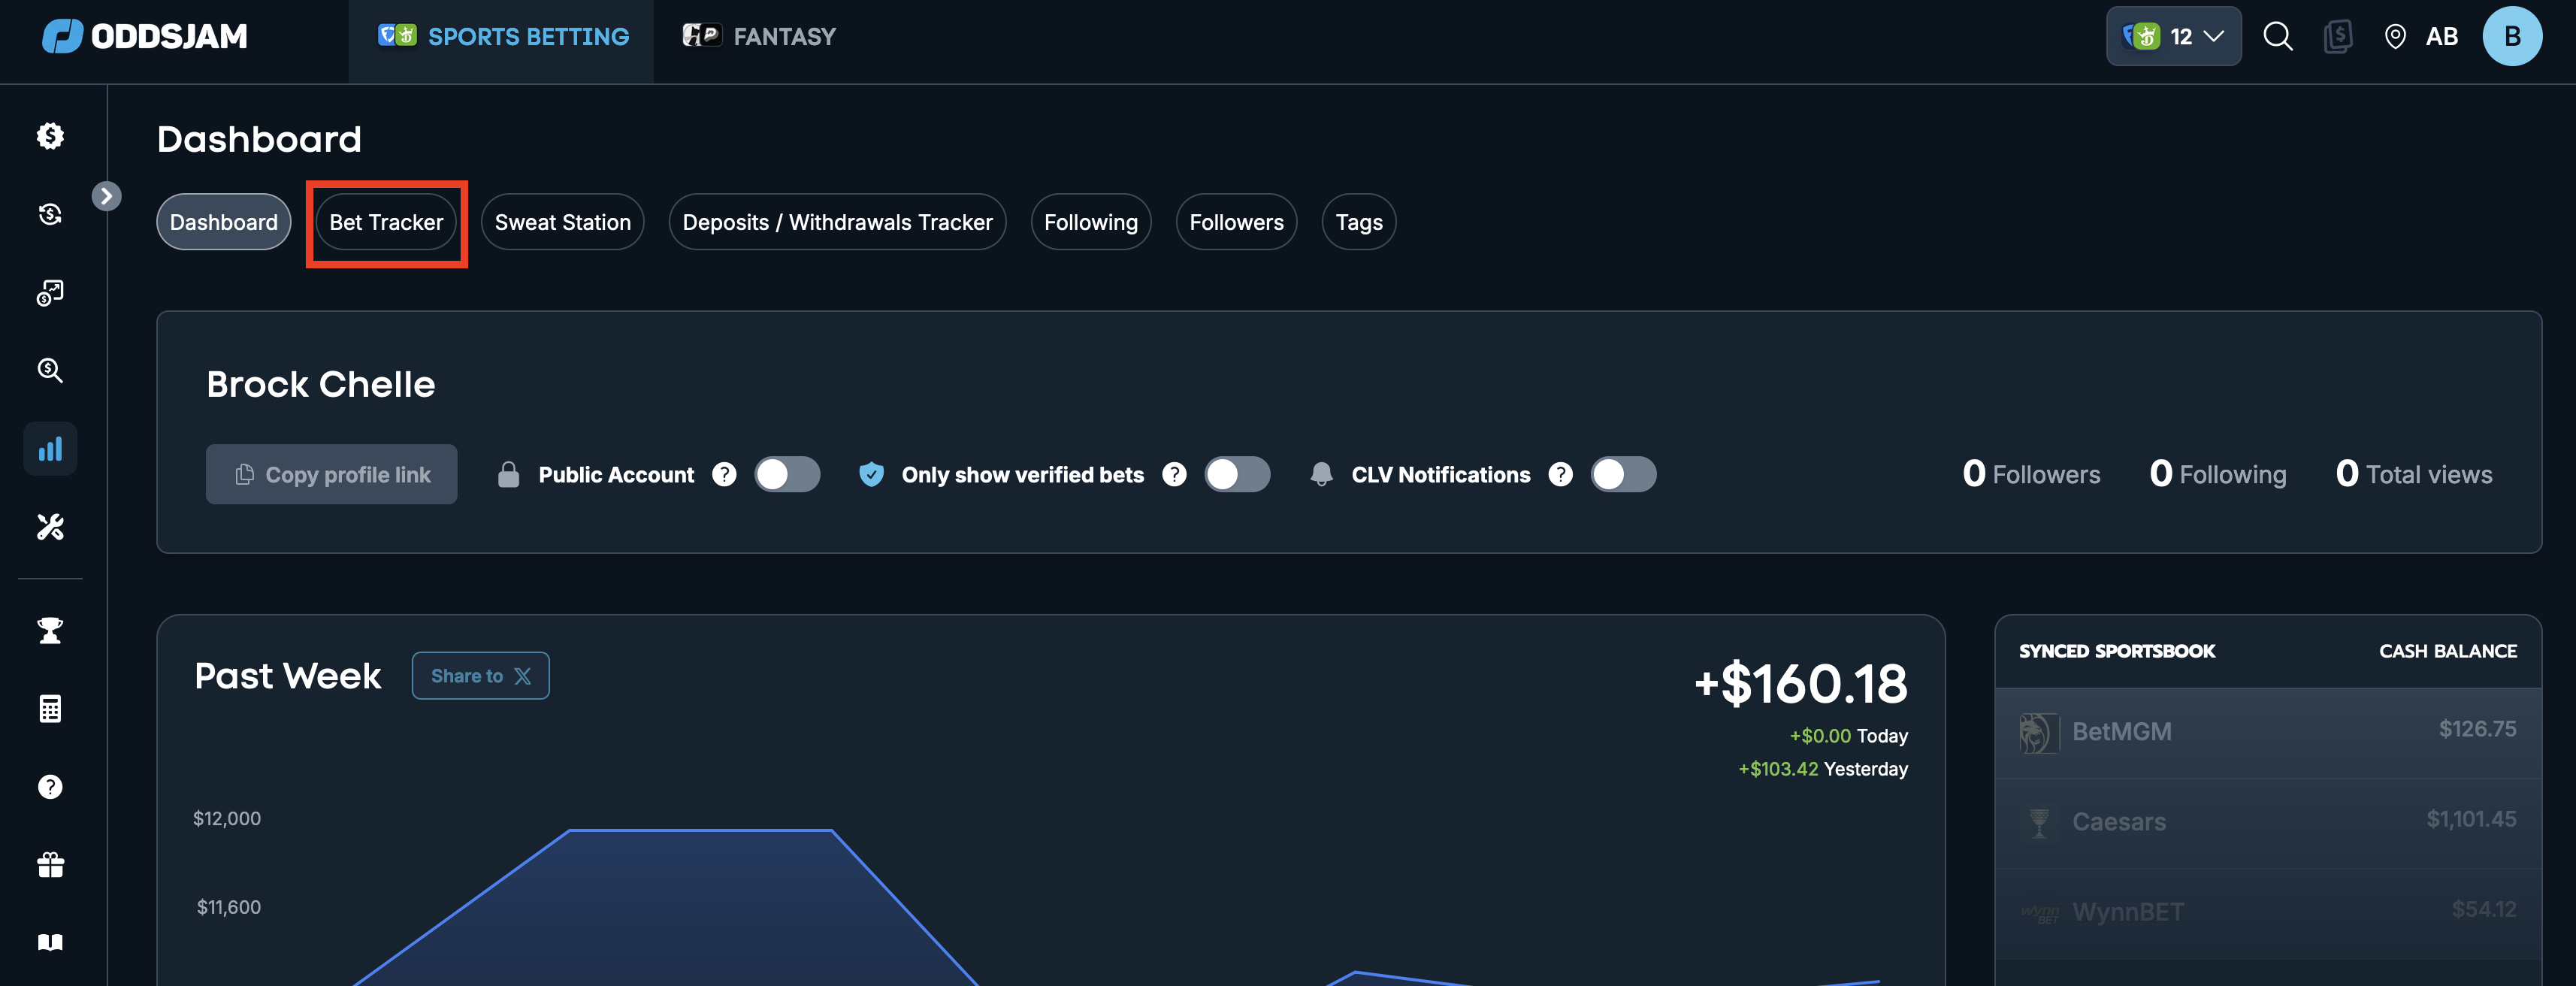 ODDSJAM
SPORTS BETTING
FANTASY
12
AB
B
Dashboard
Dashboard
Bet Tracker
Sweat Station
Deposits / Withdrawals Tracker
Following
Followers
Tags
Brock Chelle
Copy profile link
Public Account
?
Only show verified bets
?
CLV Notifications
?
0 Followers
0 Following
0 Total views
Past Week
Share to X
+$160.18
+$0.00 Today
+$103.42 Yesterday
$12,000
$11,600
SYNCED SPORTSBOOK
CASH BALANCE
BetMGM
$126.75
Caesars
$1,101.45
wynn
BET
WynnBET
$54.12